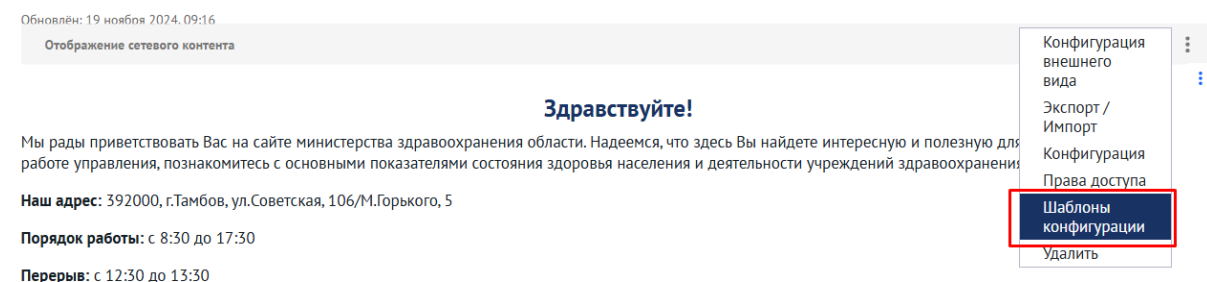 Обновлён: 19 ноября 2024, 09:16
Отображение сетевого контента
Конфигурация
внешнего
вида
Экспорт /
Импорт
Конфигурация
Права доступа
Шаблоны
конфигурации
Удалить
Здравствуйте!
Мы рады приветствовать Вас на сайте министерства здравоохранения области. Надеемся, что здесь Вы найдете интересную и полезную для
работе управления, познакомитесь с основными показателями состояния здоровья населения и деятельности учреждений здравоохранения
Наш адрес: 392000, г.Тамбов, ул.Советская, 106/М.Горького, 5
Порядок работы: с 8:30 до 17:30
Перерыв: с 12:30 до 13:30